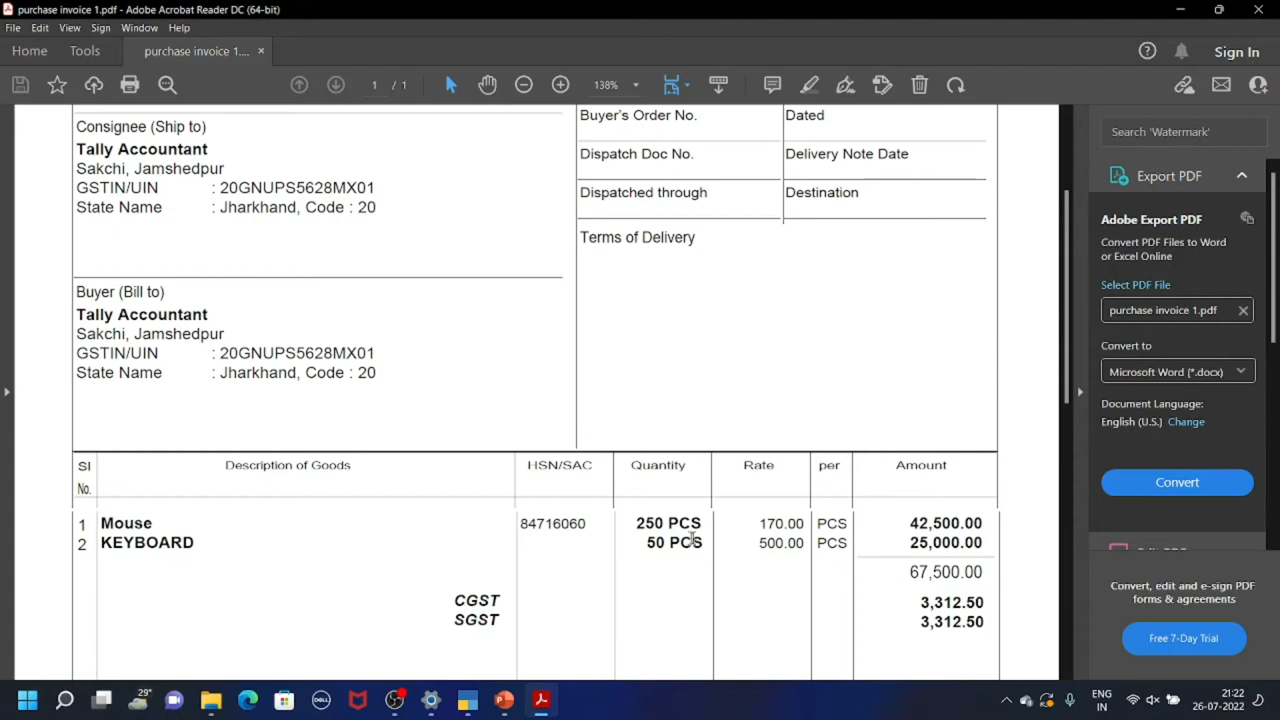 purchase invoice 1.pdf - Adobe Acrobat Reader DC (64-bit)
File Edit View Sign Window Help
Home Tools purchase invoice 1.... × Sign In
1 / 1 138%
Consignee (Ship to)
Tally Accountant
Sakchi, Jamshedpur
GSTIN/UIN : 20GNUPS5628MX01
State Name : Jharkhand, Code : 20
Buyer's Order No. Dated
Dispatch Doc No. Delivery Note Date
Dispatched through Destination
Terms of Delivery
Buyer (Bill to)
Tally Accountant
Sakchi, Jamshedpur
GSTIN/UIN : 20GNUPS5628MX01
State Name : Jharkhand, Code : 20
Sl No. Description of Goods HSN/SAC Quantity Rate per Amount
1 Mouse 84716060 250 PCS 170.00 PCS 42,500.00
2 KEYBOARD 50 PCS 500.00 PCS 25,000.00
67,500.00
CGST 3,312.50
SGST 3,312.50
Search 'Watermark'
Export PDF
Adobe Export PDF
Convert PDF Files to Word
or Excel Online
Select PDF File
purchase invoice 1.pdf
Convert to
Microsoft Word (*.docx)
Document Language:
English (U.S.) Change
Convert
Convert, edit and e-sign PDF
forms & agreements
Free 7-Day Trial
29°
DELL
ENG
IN
21:22
26-07-2022